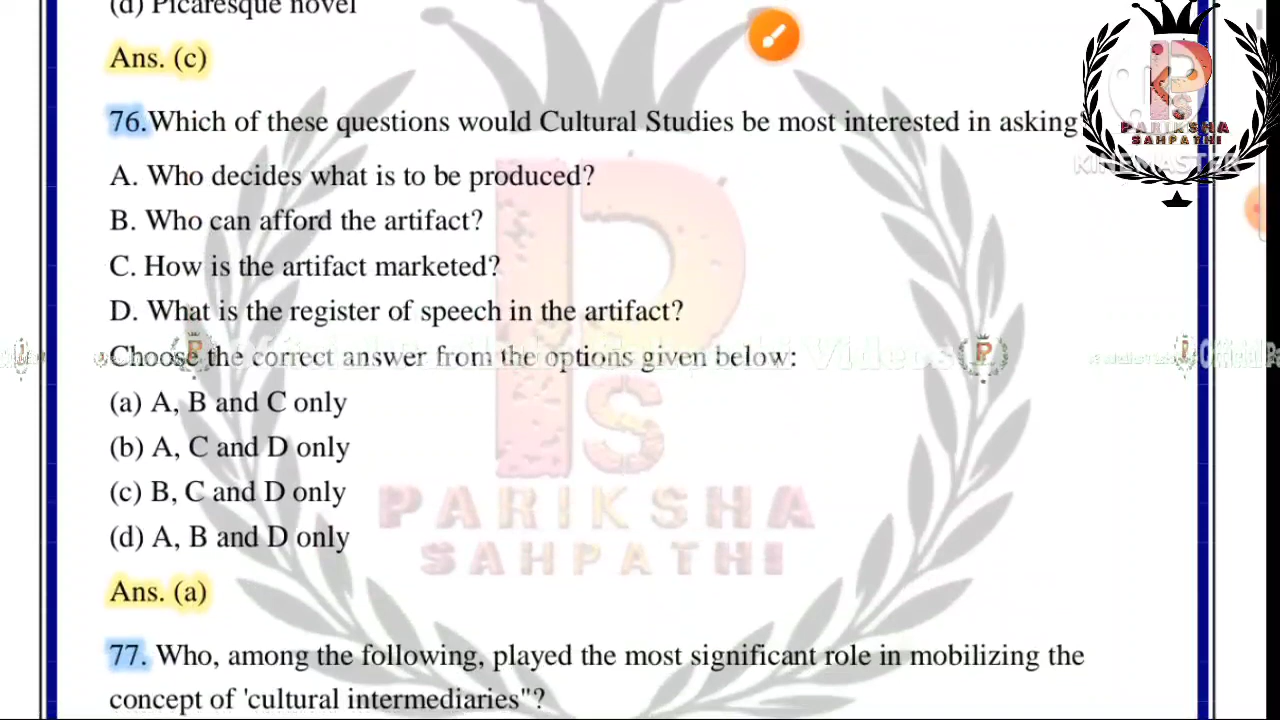 (d) Picaresque novel
Ans. (c)
76.Which of these questions would Cultural Studies be most interested in asking
A. Who decides what is to be produced?
B. Who can afford the artifact?
C. How is the artifact marketed?
D. What is the register of speech in the artifact?
Choose the correct answer from the options given below:
(a) A, B and C only
(b) A, C and D only
(c) B, C and D only
(d) A, B and D only
Ans. (a)
77. Who, among the following, played the most significant role in mobilizing the
concept of 'cultural intermediaries"?
PARIKSHA
SAHPATHI
PS
PARIKSHA
SAHPATHI
KINEMASTER